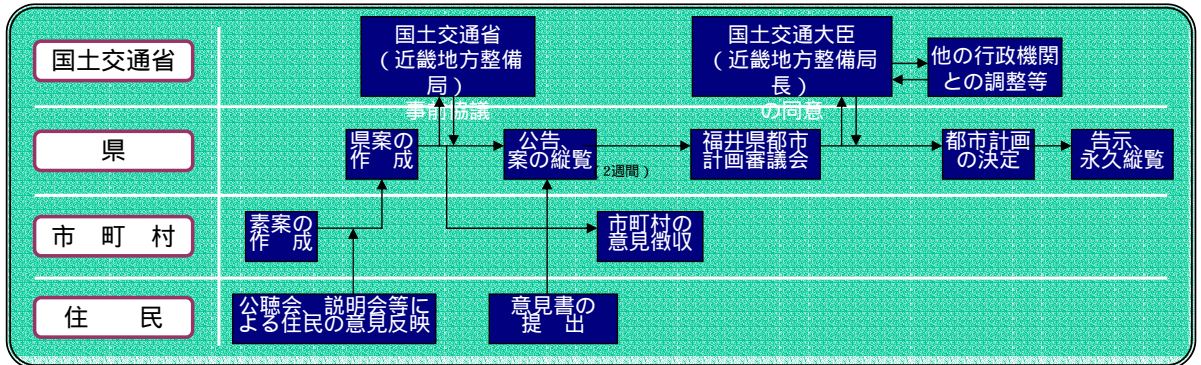 国土交通省
国土交通省
（近畿地方整備
局）
事前協議
国土交通大臣
（近畿地方整備局
長）
の同意
他の行政機関
との調整等
県
県案の
作　成
公告、
案の縦覧
（2週間）
福井県都市
計画審議会
都市計画
の決定
告示、
永久縦覧
市　町　村
素案の
作　成
市町村の
意見徴収
住　　民
公聴会、説明会等に
よる住民の意見反映
意見書の
提　出